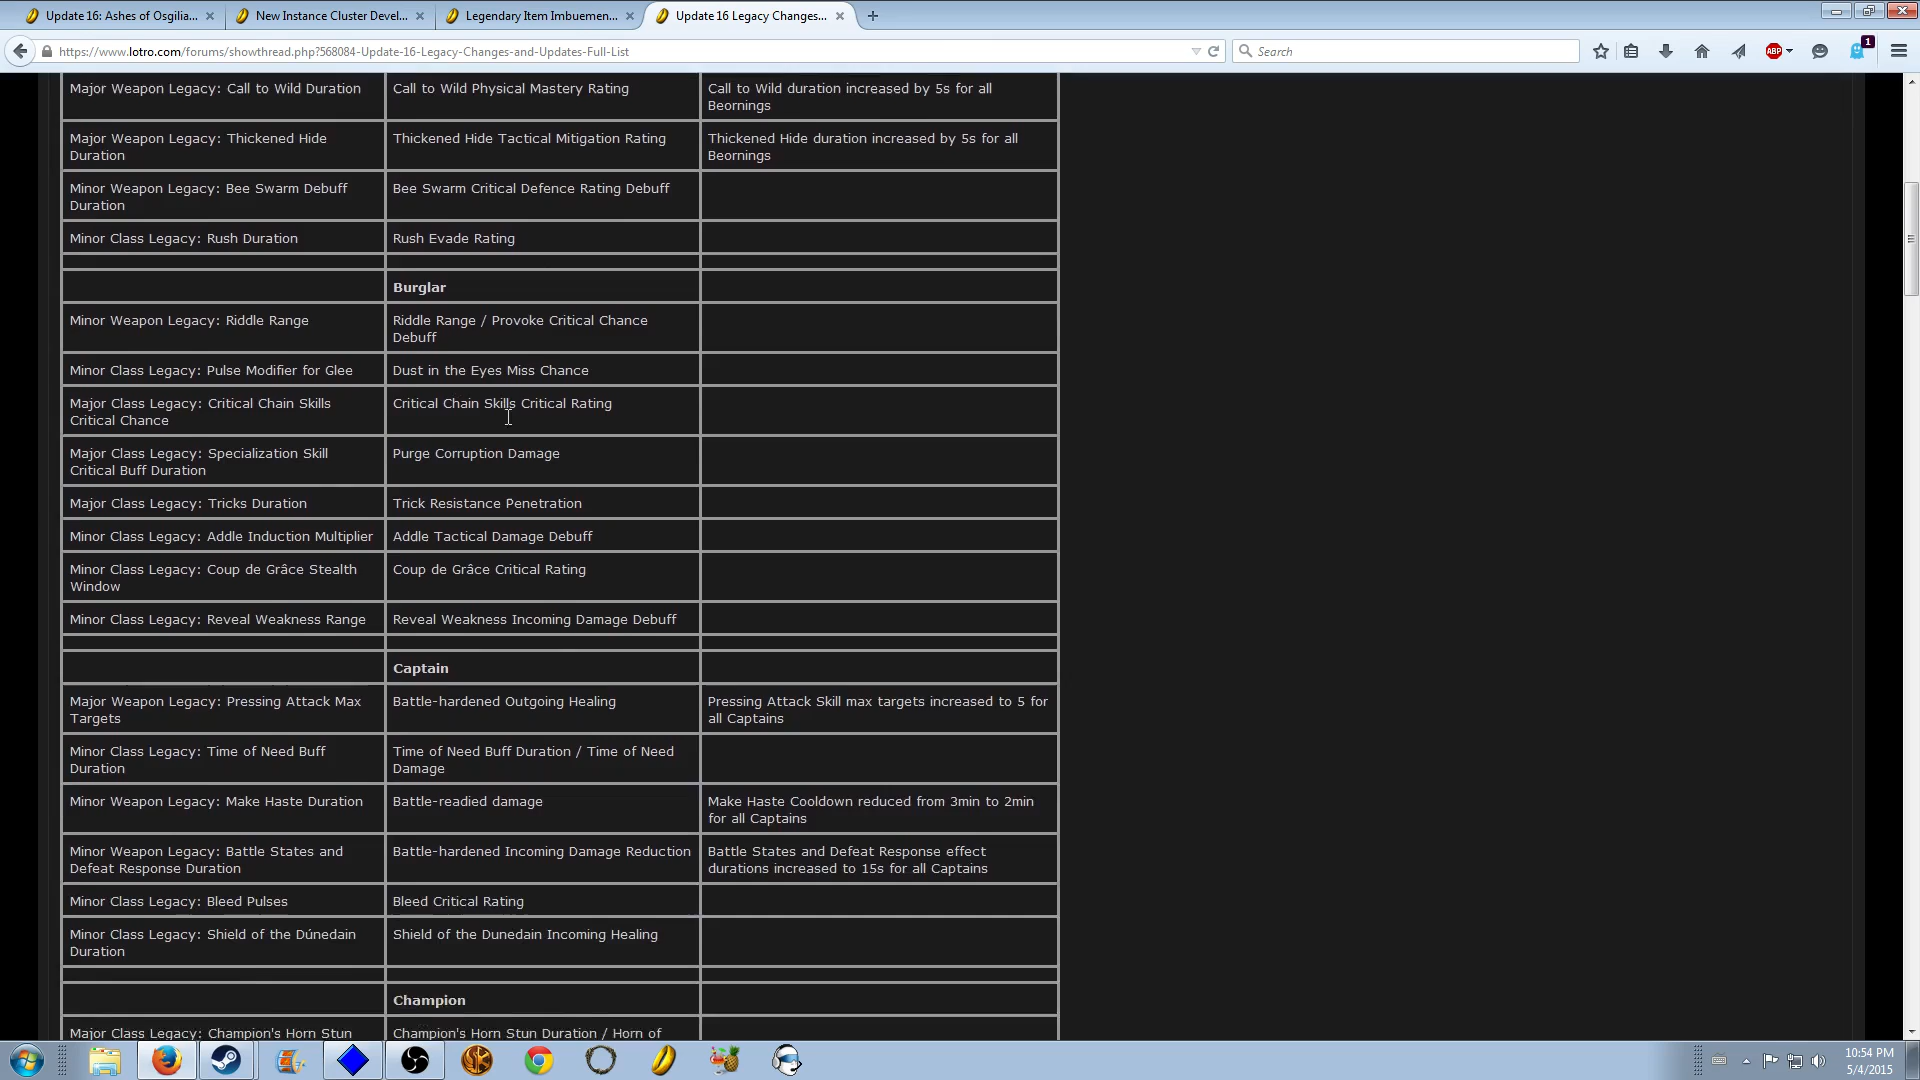 Update 16: Ashes of Osgilia...
New Instance Cluster Devel...
Legendary Item Imbuemen...
Update 16 Legacy Changes...
https://www.lotro.com/forums/showthread.php?568084-Update-16-Legacy-Changes-and-Updates-Full-List
Search
ABP
1
Major Weapon Legacy: Call to Wild Duration
Call to Wild Physical Mastery Rating
Call to Wild duration increased by 5s for all
Beornings
Major Weapon Legacy: Thickened Hide
Duration
Thickened Hide Tactical Mitigation Rating
Thickened Hide duration increased by 5s for all
Beornings
Minor Weapon Legacy: Bee Swarm Debuff
Duration
Bee Swarm Critical Defence Rating Debuff
Minor Class Legacy: Rush Duration
Rush Evade Rating
Burglar
Minor Weapon Legacy: Riddle Range
Riddle Range / Provoke Critical Chance
Debuff
Minor Class Legacy: Pulse Modifier for Glee
Dust in the Eyes Miss Chance
Major Class Legacy: Critical Chain Skills
Critical Chance
Critical Chain Skills Critical Rating
Major Class Legacy: Specialization Skill
Critical Buff Duration
Purge Corruption Damage
Major Class Legacy: Tricks Duration
Trick Resistance Penetration
Minor Class Legacy: Addle Induction Multiplier
Addle Tactical Damage Debuff
Minor Class Legacy: Coup de Grâce Stealth
Window
Coup de Grâce Critical Rating
Minor Class Legacy: Reveal Weakness Range
Reveal Weakness Incoming Damage Debuff
Captain
Major Weapon Legacy: Pressing Attack Max
Targets
Battle-hardened Outgoing Healing
Pressing Attack Skill max targets increased to 5 for
all Captains
Minor Class Legacy: Time of Need Buff
Duration
Time of Need Buff Duration / Time of Need
Damage
Minor Weapon Legacy: Make Haste Duration
Battle-readied damage
Make Haste Cooldown reduced from 3min to 2min
for all Captains
Minor Weapon Legacy: Battle States and
Defeat Response Duration
Battle-hardened Incoming Damage Reduction
Battle States and Defeat Response effect
durations increased to 15s for all Captains
Minor Class Legacy: Bleed Pulses
Bleed Critical Rating
Minor Class Legacy: Shield of the Dúnedain
Duration
Shield of the Dunedain Incoming Healing
Champion
Major Class Legacy: Champion's Horn Stun
Champion's Horn Stun Duration / Horn of
10:54 PM
5/4/2015